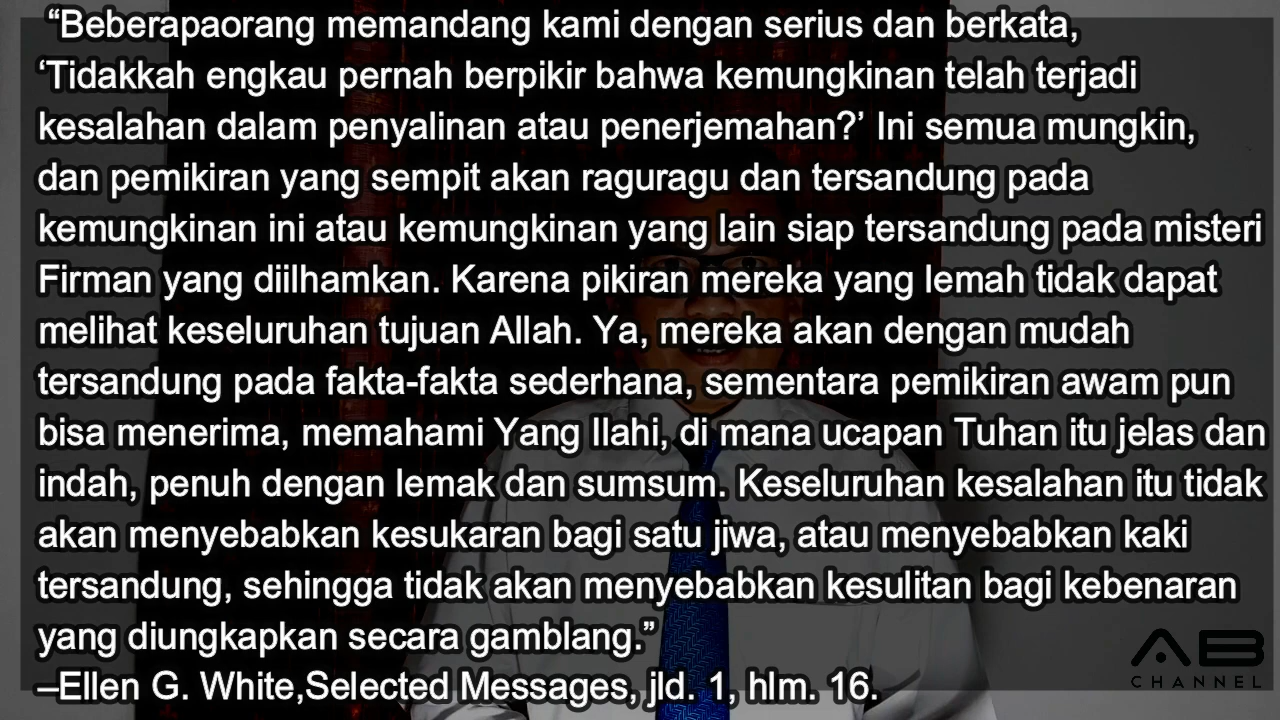 “Beberapaorang memandang kami dengan serius dan berkata,
‘Tidakkah engkau pernah berpikir bahwa kemungkinan telah terjadi
kesalahan dalam penyalinan atau penerjemahan?’ Ini semua mungkin,
dan pemikiran yang sempit akan raguragu dan tersandung pada
kemungkinan ini atau kemungkinan yang lain siap tersandung pada misteri
Firman yang diilhamkan. Karena pikiran mereka yang lemah tidak dapat
melihat keseluruhan tujuan Allah. Ya, mereka akan dengan mudah
tersandung pada fakta-fakta sederhana, sementara pemikiran awam pun
bisa menerima, memahami Yang Ilahi, di mana ucapan Tuhan itu jelas dan
indah, penuh dengan lemak dan sumsum. Keseluruhan kesalahan itu tidak
akan menyebabkan kesukaran bagi satu jiwa, atau menyebabkan kaki
tersandung, sehingga tidak akan menyebabkan kesulitan bagi kebenaran
yang diungkapkan secara gamblang.”
–Ellen G. White,Selected Messages, jld. 1, hlm. 16.
AB
CHANNEL